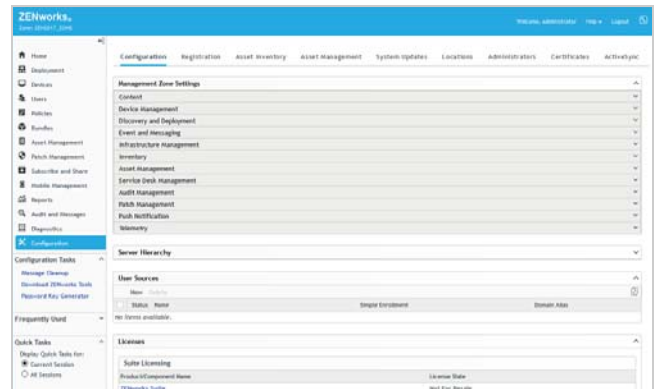 ZENworks.
Welcome, administrator Help Logout
Home
Deployment
Devices
Users
Policies
Bundles
Asset Management
Patch Management
Subscribe and Share
Mobile Management
Reports
Audit and Messages
Diagnostics
Configuration
Configuration Tasks
Message Cleanup
Download ZENworks Tools
Password Key Generator
Frequently Used
Quick Tasks
Display Quick Tasks for:
Current Session
All Sessions
Configuration Registration Asset Inventory Asset Management System Updates Locations Administrators Certificates ActiveSync
Management Zone Settings
Content
Device Management
Discovery and Deployment
Event and Messaging
Infrastructure Management
Inventory
Asset Management
Service Desk Management
Audit Management
Patch Management
Push Notification
Telemetry
Server Hierarchy
User Sources
New Delete
Status Name Simple Enrollment Domain Alias
No items available.
Licenses
Suite Licensing
Product/Component Name License State
ZENworks Suite